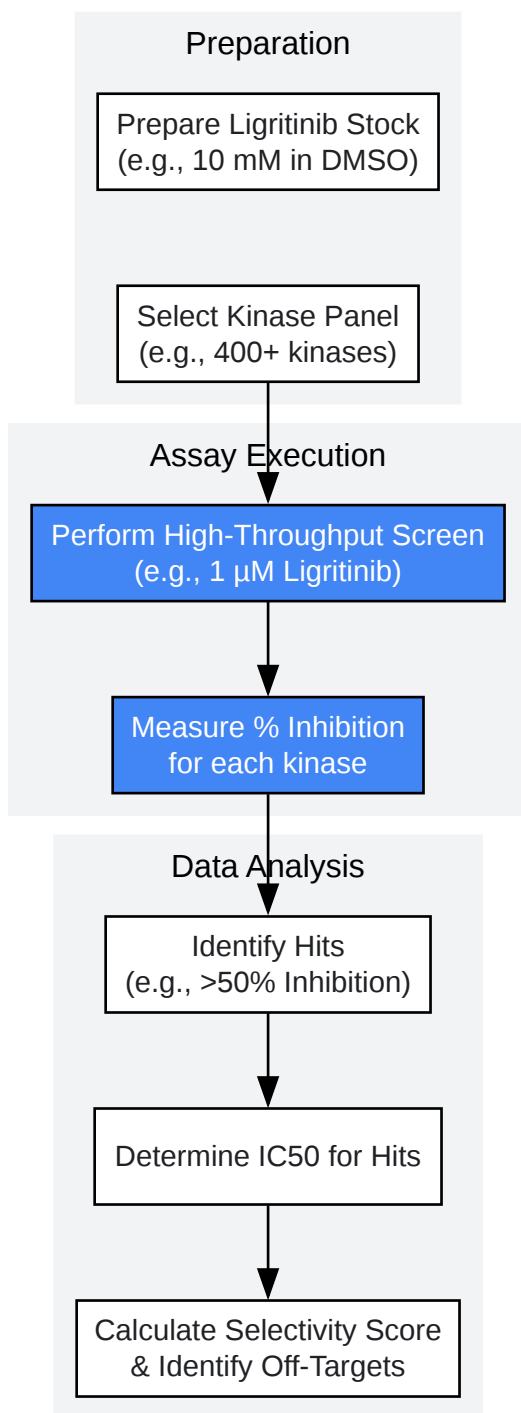 Preparation
Prepare Ligritinib Stock
(e.g., 10 mM in DMSO)
Select Kinase Panel
(e.g., 400+ kinases)
Assay Execution
Perform High-Throughput Screen
(e.g., 1 µM Ligritinib)
Measure % Inhibition
for each kinase
Data Analysis
Identify Hits
(e.g., >50% Inhibition)
Determine IC50 for Hits
Calculate Selectivity Score
& Identify Off-Targets